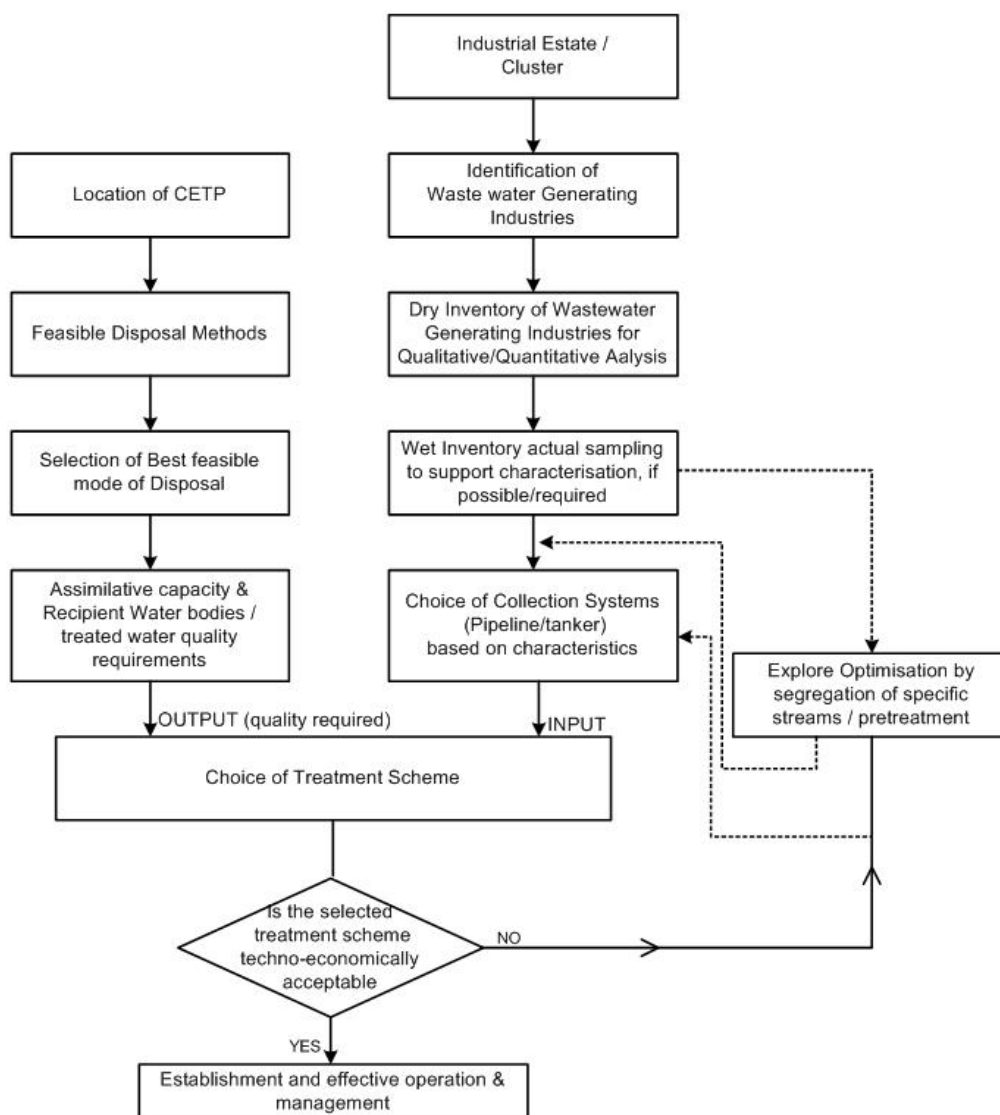 Industrial Estate /
Cluster
Location of CETP
Identification of
Waste water Generating
Industries
Feasible Disposal Methods
Dry Inventory of Wastewater
Generating Industries for
Qualitative/Quantitative Aalysis
Selection of Best feasible
mode of Disposal
Wet Inventory actual sampling
to support characterisation, if
possible/required
Assimilative capacity &
Recipient Water bodies /
treated water quality
requirements
Choice of Collection Systems
(Pipeline/tanker)
based on characteristics
Explore Optimisation by
segregation of specific
streams / pretreatment
OUTPUT (quality required)
INPUT
Choice of Treatment Scheme
Is the selected
treatment scheme
techno-economically
acceptable
NO
YES
Establishment and effective operation &
management